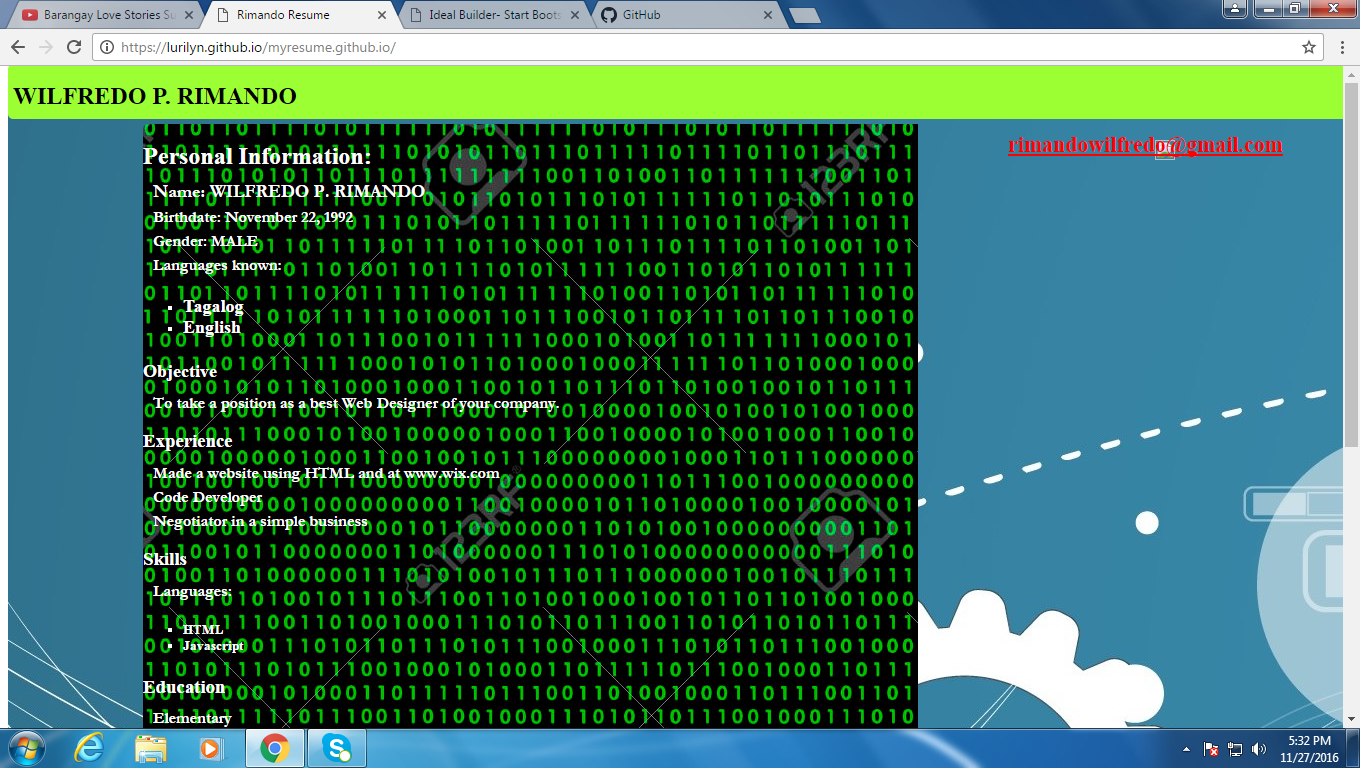 Barangay Love Stories Su
Rimando Resume
Ideal Builder- Start Boots
GitHub
https://lurilyn.github.io/myresume.github.io/
WILFREDO P. RIMANDO
rimandowilfredo@gmail.com
Personal Information:
Name: WILFREDO P. RIMANDO
Birthdate: November 22, 1992
Gender: MALE
Languages known:
Tagalog
English
Objective
To take a position as a best Web Designer of your company.
Experience
Made a website using HTML and at www.wix.com
Code Developer
Negotiator in a simple business
Skills
Languages:
HTML
Javascript
Education
Elementary
123RF
123RF®
5:32 PM
11/27/2016